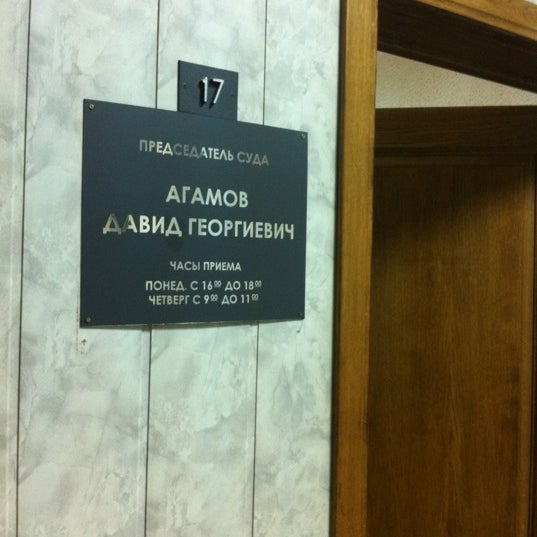 17
ПРЕДСЕДАТЕЛЬ СУДА
АГАМОВ
ДАВИД ГЕОРГИЕВИЧ
ЧАСЫ ПРИЕМА
ПОНЕД. С 16⁰⁰ ДО 18⁰⁰
ЧЕТВЕРГ С 9⁰⁰ ДО 11⁰⁰